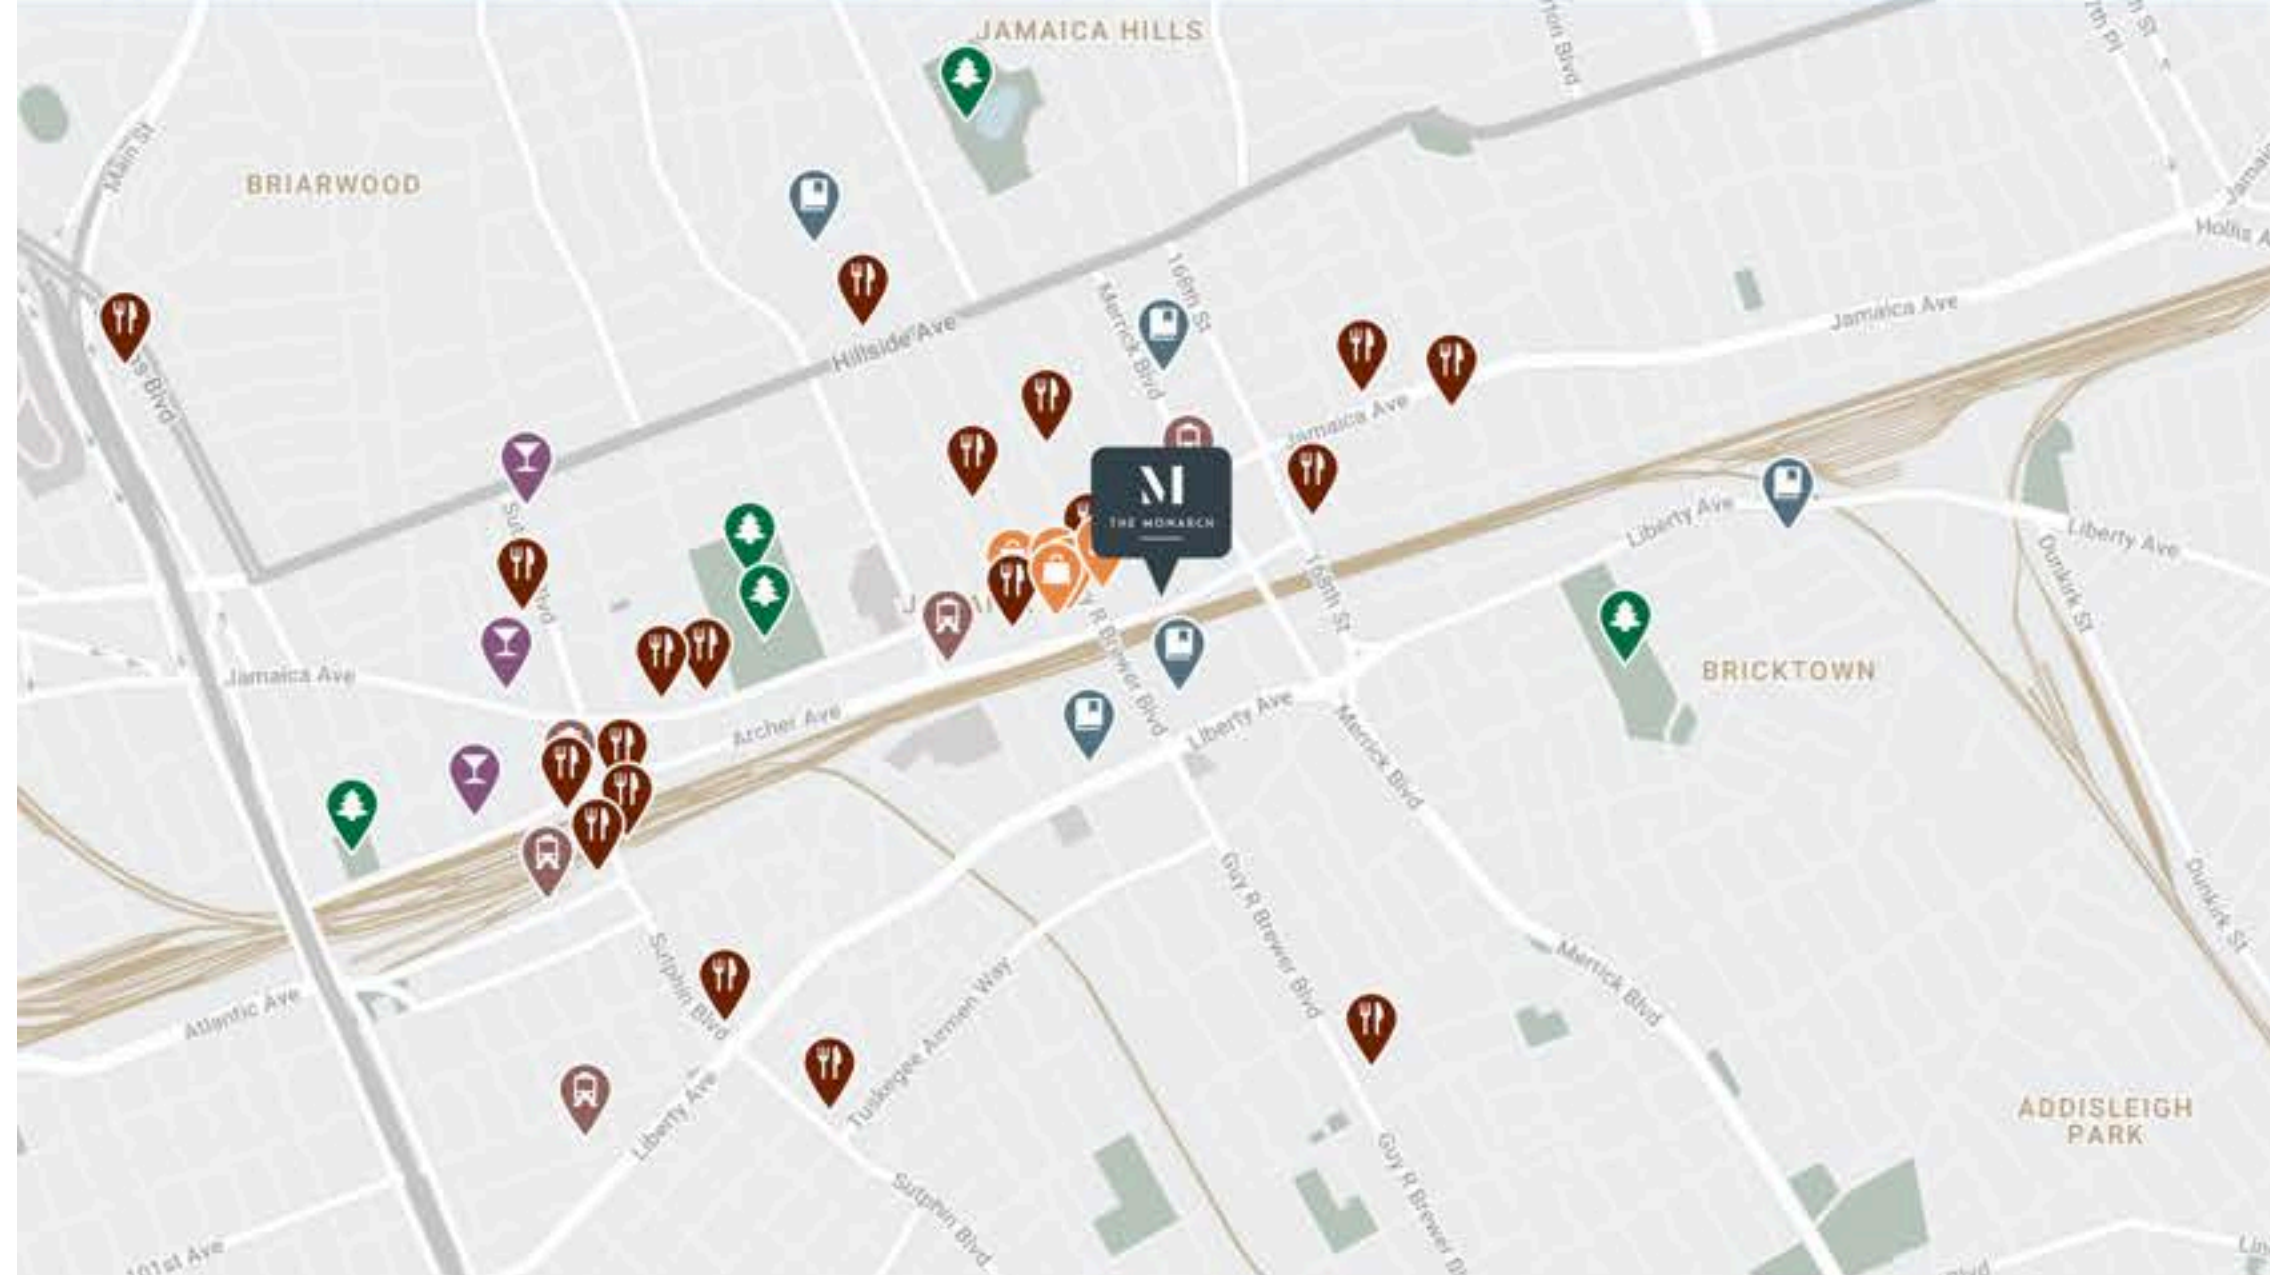 JAMAICA HILLS
Main St
BRIARWOOD
Hollis A
168th St
Merrick Blvd
Jamaica Ave
Hillside Ave
Jamaica Ave
M
THE MONARCH
Liberty Ave
Liberty Ave
Dunkirk St
168th St
R Brewer Blvd
BRICKTOWN
Jamaica Ave
Archer Ave
Liberty Ave
Merrick Blvd
Guy R Brewer Blvd
Dunkirk St
Sutphin Blvd
Merrick Blvd
Atlantic Ave
Tuskegee Airmen Way
Liberty Ave
ADDISLEIGH
PARK
Guy R Brewer Bl
Sutphin Blvd
101st Ave